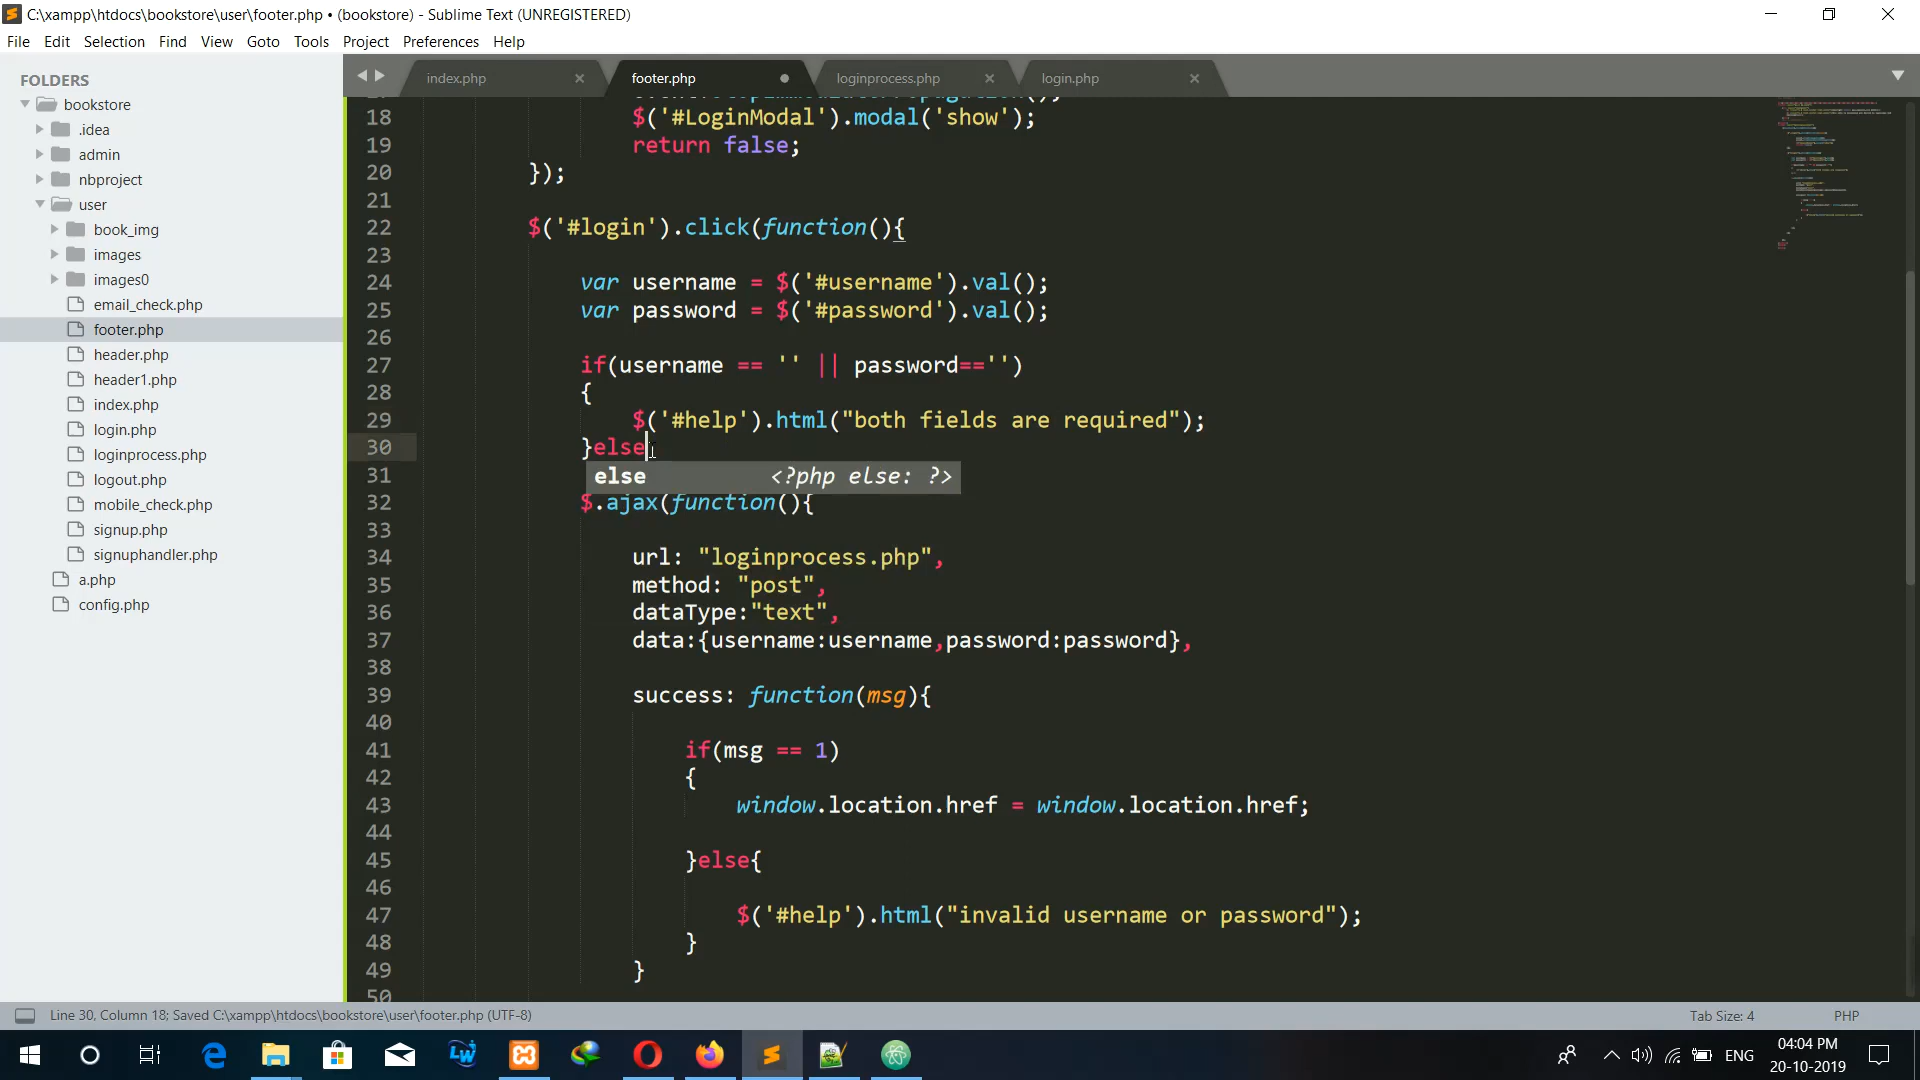 C:\xampp\htdocs\bookstore\user\footer.php • (bookstore) - Sublime Text (UNREGISTERED)
File Edit Selection Find View Goto Tools Project Preferences Help
FOLDERS
bookstore
.idea
admin
nbproject
user
book_img
images
images0
email_check.php
footer.php
header.php
header1.php
index.php
login.php
loginprocess.php
logout.php
mobile_check.php
signup.php
signuphandler.php
a.php
config.php
index.php footer.php loginprocess.php login.php
18 $('#LoginModal').modal('show');
19 return false;
20 });
21
22 $('#login').click(function(){
23
24 var username = $('#username').val();
25 var password = $('#password').val();
26
27 if(username == '' || password=='')
28 {
29 $('#help').html("both fields are required");
30 }else
31 else <?php else: ?>
32 $.ajax(function(){
33
34 url: "loginprocess.php",
35 method: "post",
36 dataType:"text",
37 data:{username:username,password:password},
38
39 success: function(msg){
40
41 if(msg == 1)
42 {
43 window.location.href = window.location.href;
44
45 }else{
46
47 $('#help').html("invalid username or password");
48 }
49 }
50
Line 30, Column 18; Saved C:\xampp\htdocs\bookstore\user\footer.php (UTF-8) Tab Size: 4 PHP
ENG
04:04 PM
20-10-2019